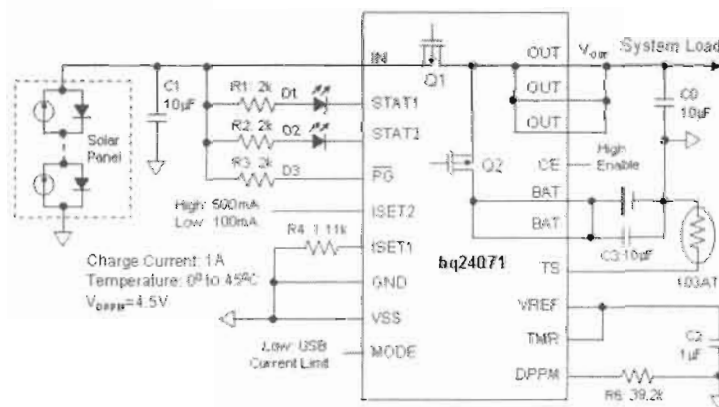 IN
OUT
V_OUT
System Load
C1
10µF
R1: 2k
D1
STAT1
Q1
OUT
C0
10µF
Solar
Panel
R2: 2k
D2
STAT2
OUT
R3: 2k
D3
PG
Q2
CE
High
Enable
High: 500mA
Low: 100mA
ISET2
BAT
R4: 1.11k
ISET1
BAT
C3:10µF
Charge Current: 1A
Temperature: 0º to 45ºC
V_DPPM=4.5V
GND
bq24071
TS
103AT
VSS
VREF
Low: USB
Current Limit
MODE
TMR
C2
1µF
DPPM
R6: 39.2k